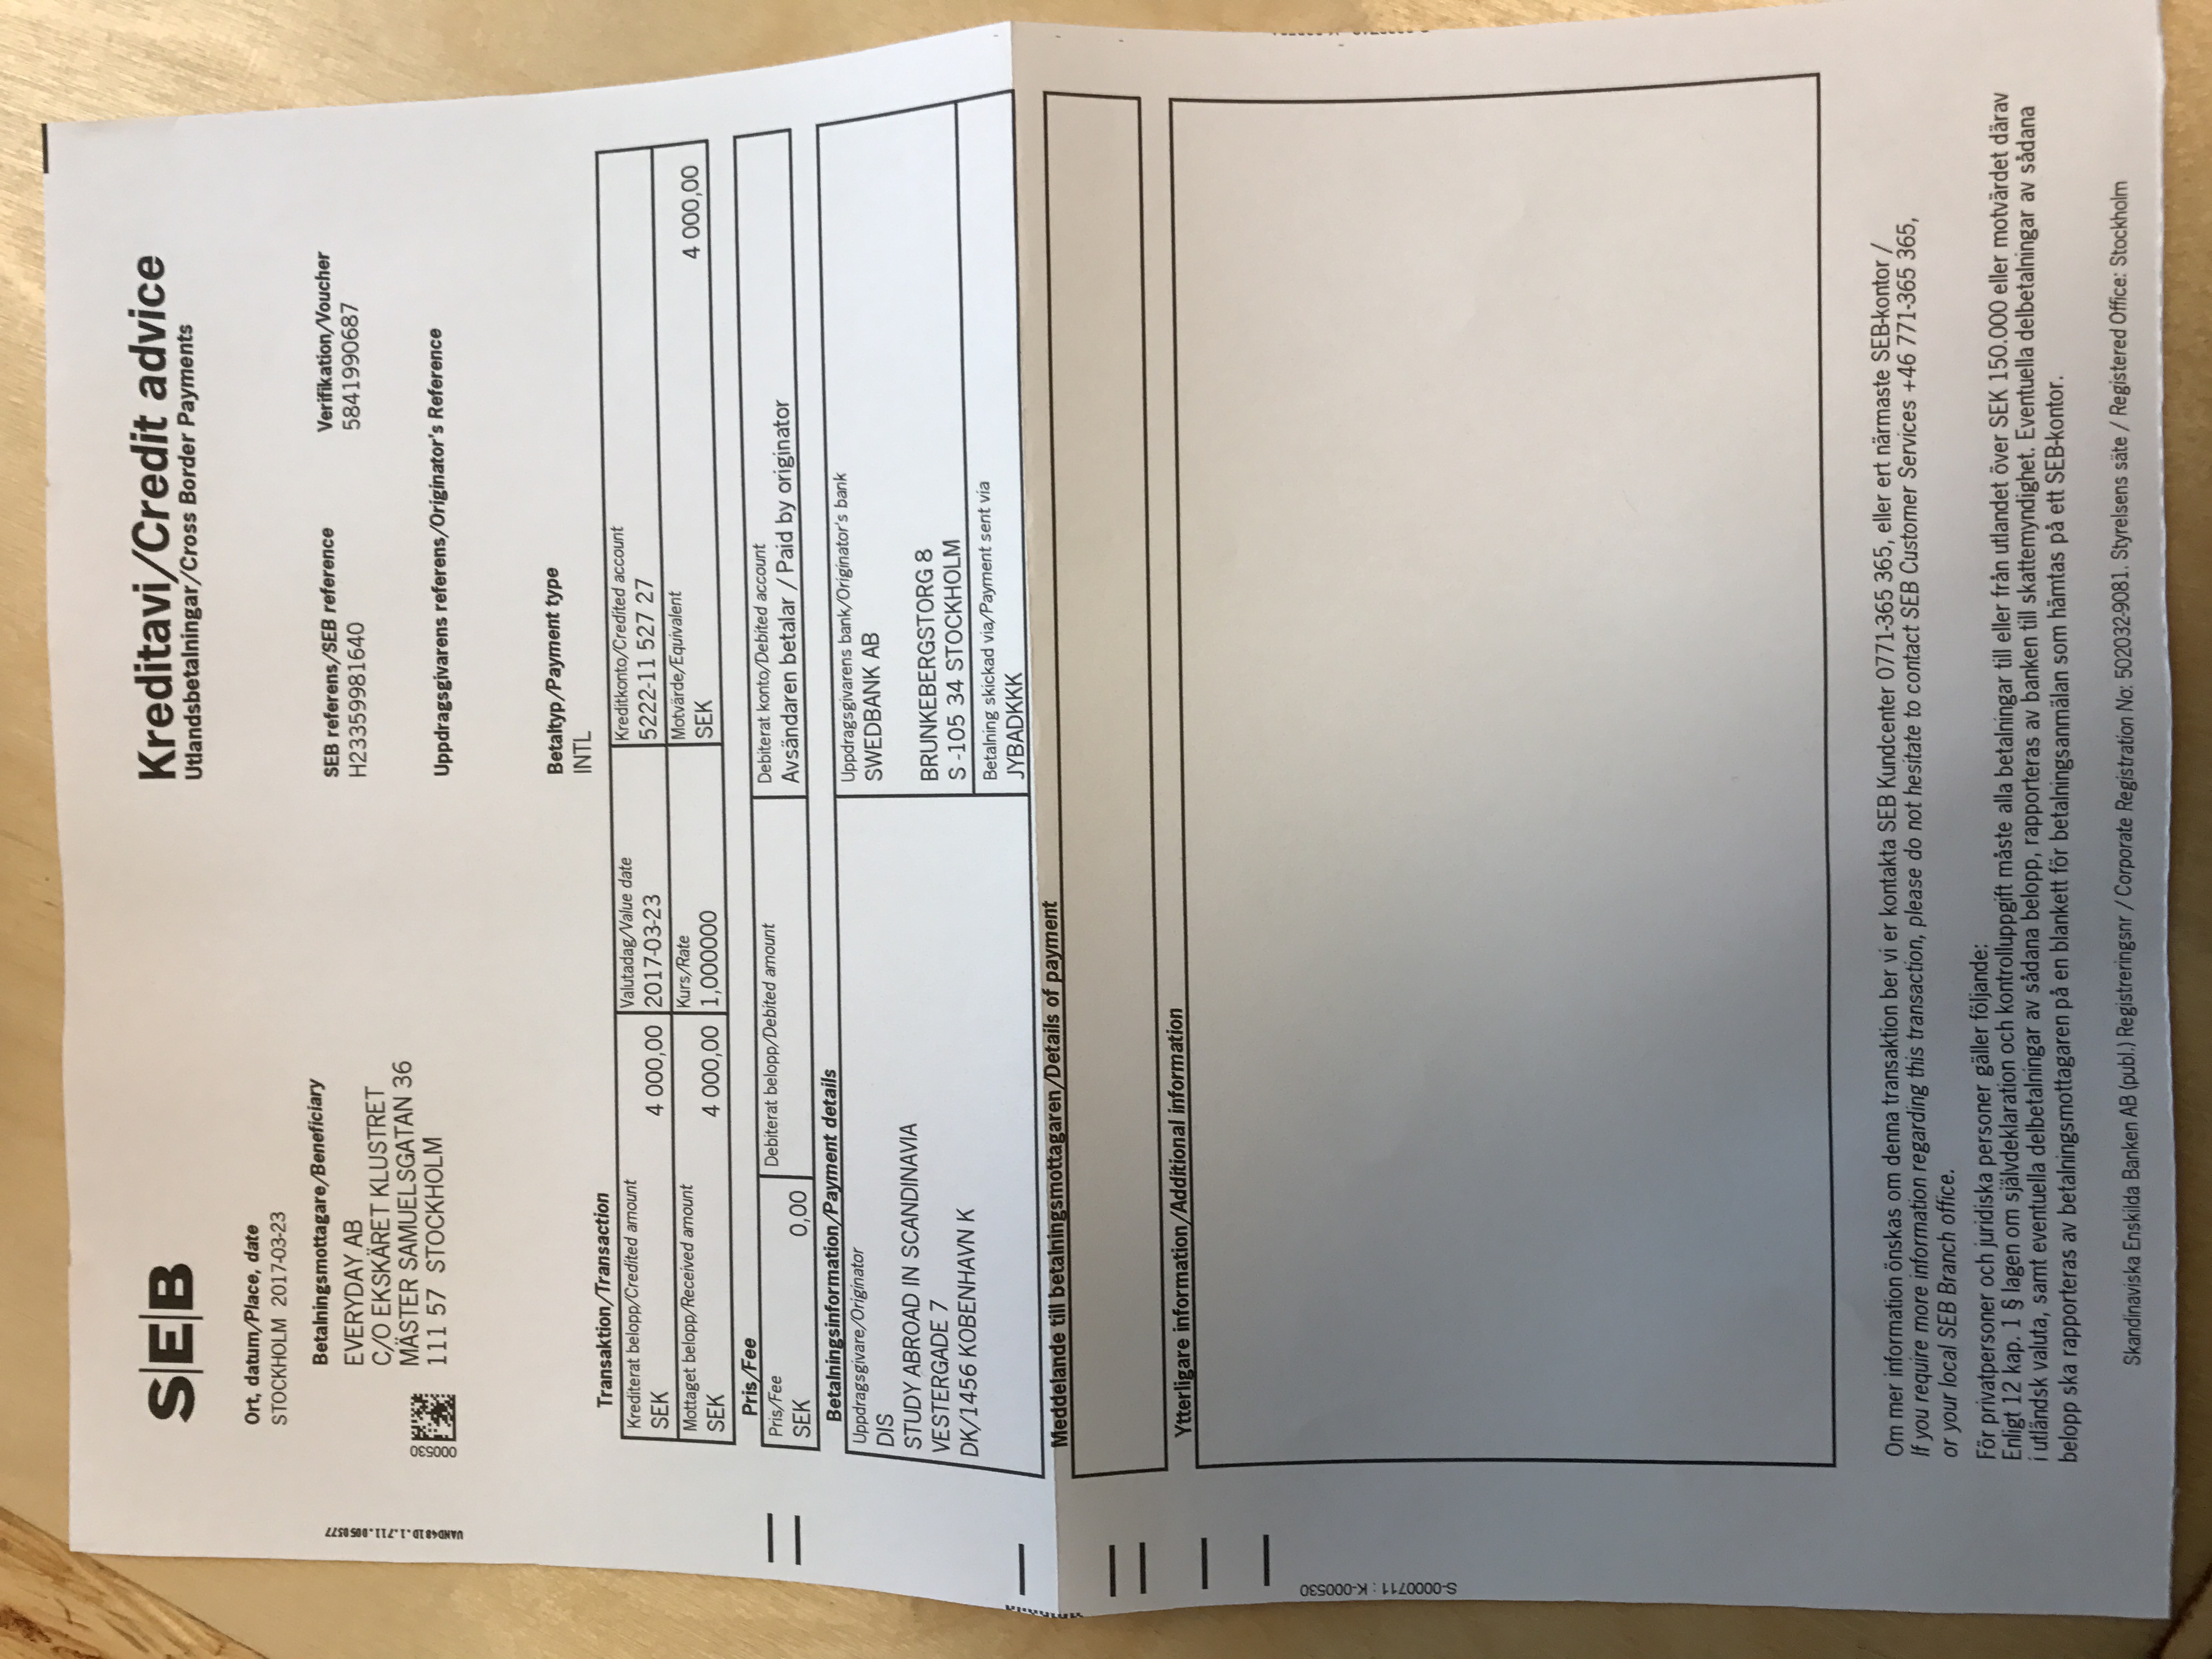 S|E|B
Kreditavi/Credit advice
Utlandsbetalningar/Cross Border Payments
Ort, datum/Place, date
STOCKHOLM 2017-03-23
Betalningsmottagare/Beneficiary
EVERYDAY AB
C/O EKSKÄRET KLUSTRET
MÄSTER SAMUELSGATAN 36
111 57 STOCKHOLM
000530
SEB referens/SEB reference
H23359981640
Verifikation/Voucher
5841990687
Uppdragsgivarens referens/Originator's Reference
Betaltyp/Payment type
INTL
Transaktion/Transaction
Krediterat belopp/Credited amount
SEK 4 000,00
Valutadag/Value date
2017-03-23
Kreditkonto/Credited account
5222-11 527 27
Mottaget belopp/Received amount
SEK 4 000,00
Kurs/Rate
1,000000
Motvärde/Equivalent
SEK 4 000,00
Pris/Fee
Pris/Fee
SEK 0,00
Debiterat belopp/Debited amount
Debiterat konto/Debited account
Avsändaren betalar / Paid by originator
Betalningsinformation/Payment details
Uppdragsgivare/Originator
DIS
STUDY ABROAD IN SCANDINAVIA
VESTERGADE 7
DK/1456 KOBENHAVN K
Uppdragsgivarens bank/Originator's bank
SWEDBANK AB
BRUNKEBERGSTORG 8
S -105 34 STOCKHOLM
Betalning skickad via/Payment sent via
JYBADKKK
Meddelande till betalningsmottagaren/Details of payment
Ytterligare information/Additional information
S-0000711 : K-000530
Om mer information önskas om denna transaktion ber vi er kontakta SEB Kundcenter 0771-365 365, eller ert närmaste SEB-kontor /
If you require more information regarding this transaction, please do not hesitate to contact SEB Customer Services +46 771-365 365,
or your local SEB Branch office.
För privatpersoner och juridiska personer gäller följande:
Enligt 12 kap. 1 § lagen om självdeklaration och kontrolluppgift måste alla betalningar till eller från utlandet över SEK 150.000 eller motvärdet därav
i utländsk valuta, samt eventuella delbetalningar av sådana belopp, rapporteras av banken till skattemyndighet. Eventuella delbetalningar av sådana
belopp ska rapporteras av betalningsmottagaren på en blankett för betalningsanmälan som hämtas på ett SEB-kontor.
Skandinaviska Enskilda Banken AB (publ.) Registreringsnr / Corporate Registration No: 502032-9081. Styrelsens säte / Registered Office: Stockholm